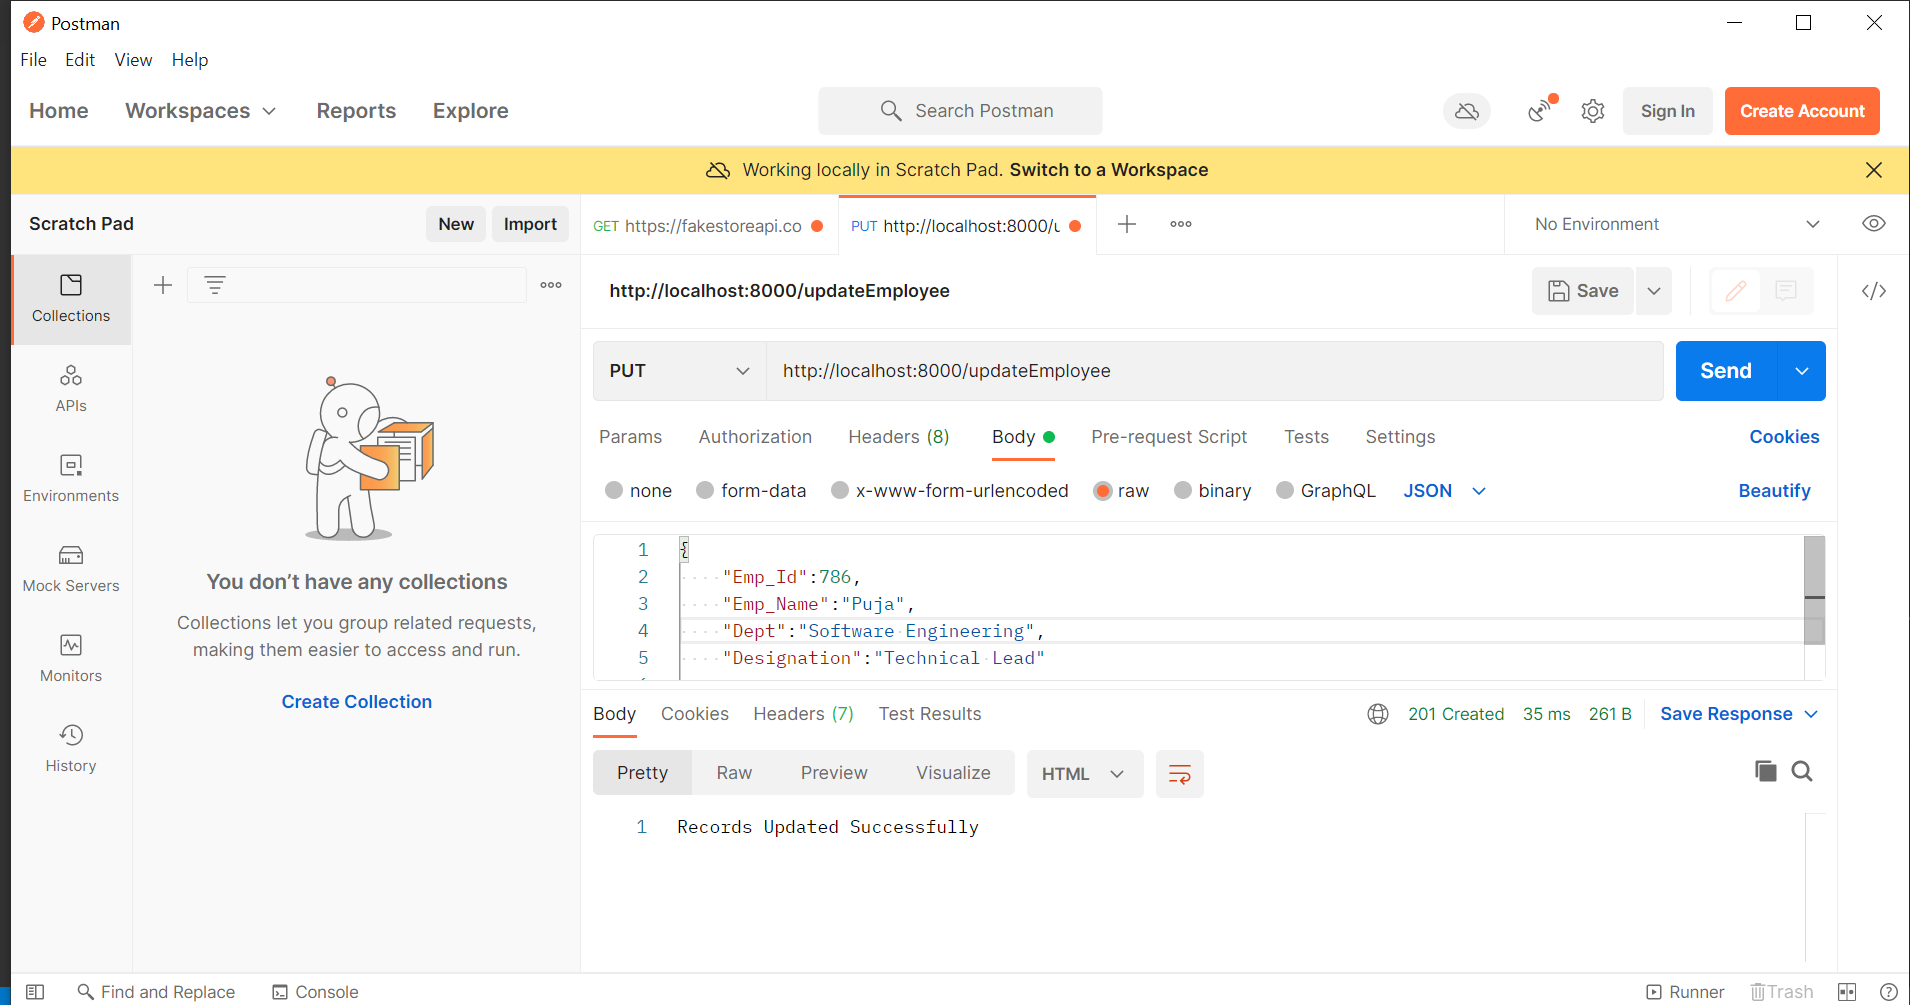 Postman
File Edit View Help
Home Workspaces Reports Explore
Search Postman
Sign In
Create Account
Working locally in Scratch Pad. Switch to a Workspace
Scratch Pad
New
Import
GET https://fakestoreapi.co
PUT http://localhost:8000/u
No Environment
Collections
APIs
Environments
Mock Servers
Monitors
History
You don’t have any collections
Collections let you group related requests,
making them easier to access and run.
Create Collection
http://localhost:8000/updateEmployee
Save
</>
PUT http://localhost:8000/updateEmployee
Send
Params Authorization Headers (8) Body Pre-request Script Tests Settings Cookies
none form-data x-www-form-urlencoded raw binary GraphQL JSON Beautify
1 {
2 "Emp_Id":786,
3 "Emp_Name":"Puja",
4 "Dept":"Software Engineering",
5 "Designation":"Technical Lead"
Body Cookies Headers (7) Test Results
201 Created 35 ms 261 B Save Response
Pretty Raw Preview Visualize HTML
1 Records Updated Successfully
Find and Replace Console
Runner Trash